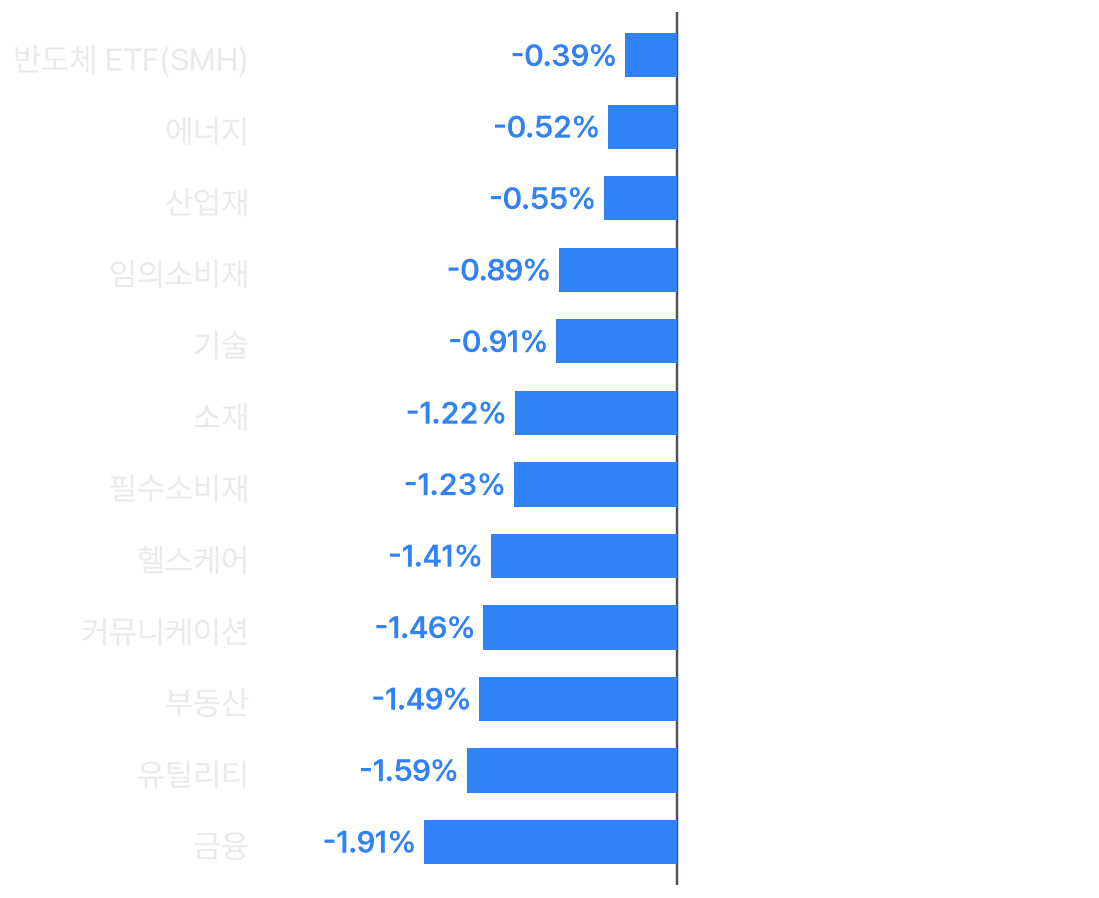 반도체 ETF(SMH) -0.39%
에너지 -0.52%
산업재 -0.55%
임의소비재 -0.89%
기술 -0.91%
소재 -1.22%
필수소비재 -1.23%
헬스케어 -1.41%
커뮤니케이션 -1.46%
부동산 -1.49%
유틸리티 -1.59%
금융 -1.91%